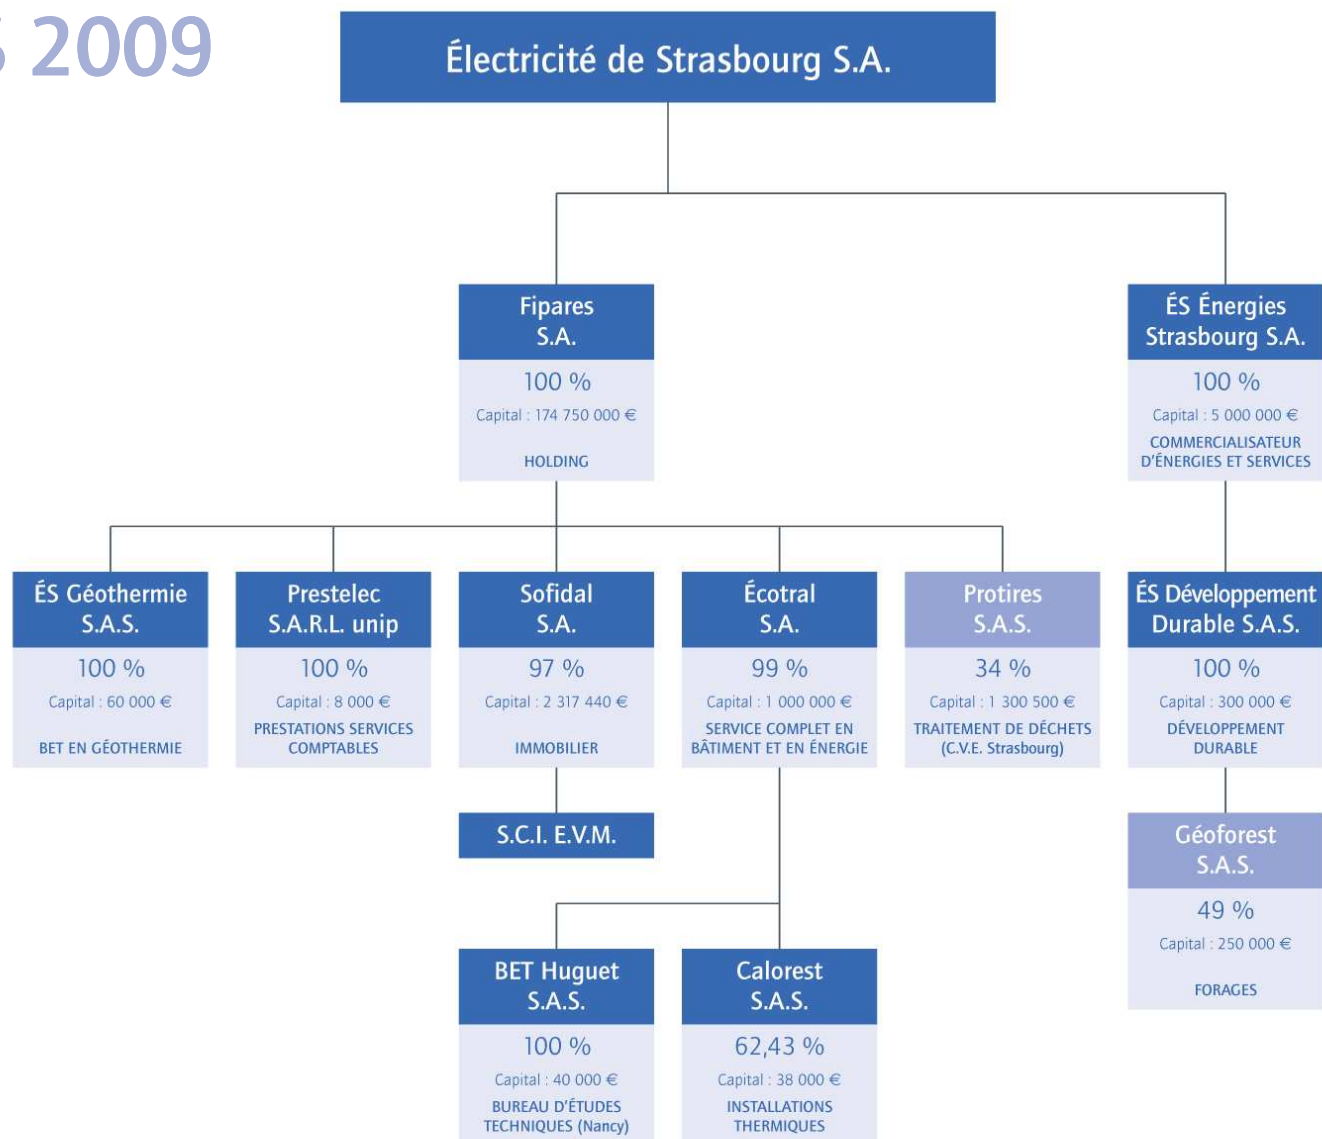 S 2009
Électricité de Strasbourg S.A.
Fipares
S.A.
100 %
Capital : 174 750 000 €
HOLDING
ÉS Énergies
Strasbourg S.A.
100 %
Capital : 5 000 000 €
COMMERCIALISATEUR
D'ÉNERGIES ET SERVICES
ÉS Géothermie
S.A.S.
100 %
Capital : 60 000 €
BET EN GÉOTHERMIE
Prestelec
S.A.R.L. unip
100 %
Capital : 8 000 €
PRESTATIONS SERVICES
COMPTABLES
Sofidal
S.A.
97 %
Capital : 2 317 440 €
IMMOBILIER
Écotral
S.A.
99 %
Capital : 1 000 000 €
SERVICE COMPLET EN
BÂTIMENT ET EN ÉNERGIE
Protires
S.A.S.
34 %
Capital : 1 300 500 €
TRAITEMENT DE DÉCHETS
(C.V.E. Strasbourg)
ÉS Développement
Durable S.A.S.
100 %
Capital : 300 000 €
DÉVELOPPEMENT
DURABLE
S.C.I. E.V.M.
Géoforest
S.A.S.
49 %
Capital : 250 000 €
FORAGES
BET Huguet
S.A.S.
100 %
Capital : 40 000 €
BUREAU D'ÉTUDES
TECHNIQUES (Nancy)
Calorest
S.A.S.
62,43 %
Capital : 38 000 €
INSTALLATIONS
THERMIQUES